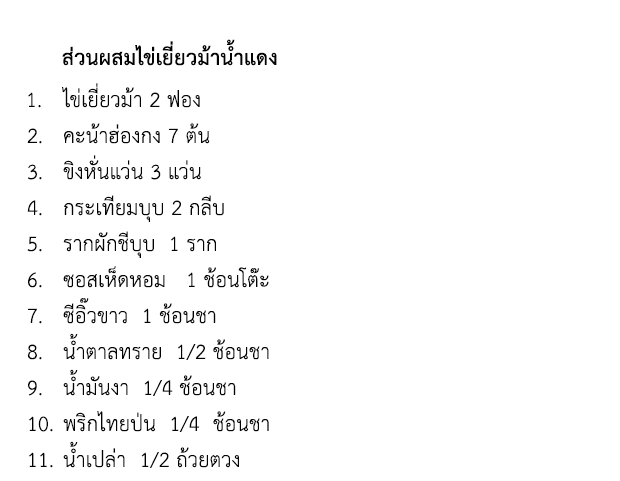 ส่วนผสมไข่เยี่ยวม้าน้ำแดง
1. ไข่เยี่ยวม้า 2 ฟอง
2. คะน้าฮ่องกง 7 ต้น
3. ขิงหั่นแว่น 3 แว่น
4. กระเทียมบุบ 2 กลีบ
5. รากผักชีบุบ 1 ราก
6. ซอสเห็ดหอม 1 ช้อนโต๊ะ
7. ซีอิ๊วขาว 1 ช้อนชา
8. น้ำตาลทราย 1/2 ช้อนชา
9. น้ำมันงา 1/4 ช้อนชา
10. พริกไทยป่น 1/4 ช้อนชา
11. น้ำเปล่า 1/2 ถ้วยตวง